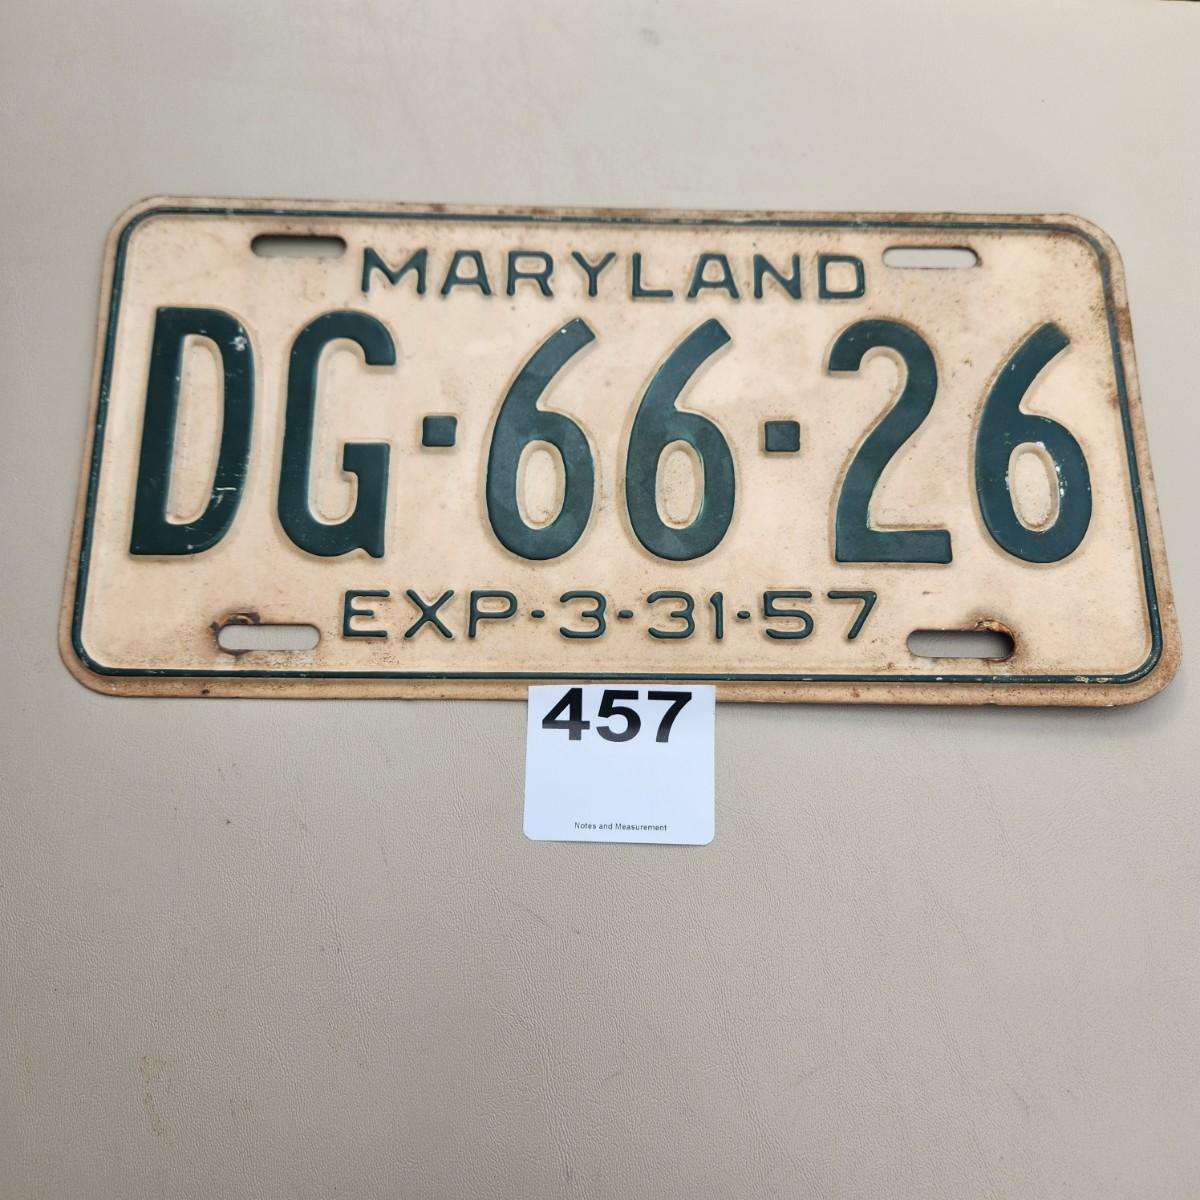 MARYLAND
DG·66·26
EXP-3-31-57
457
Notes and Measurement